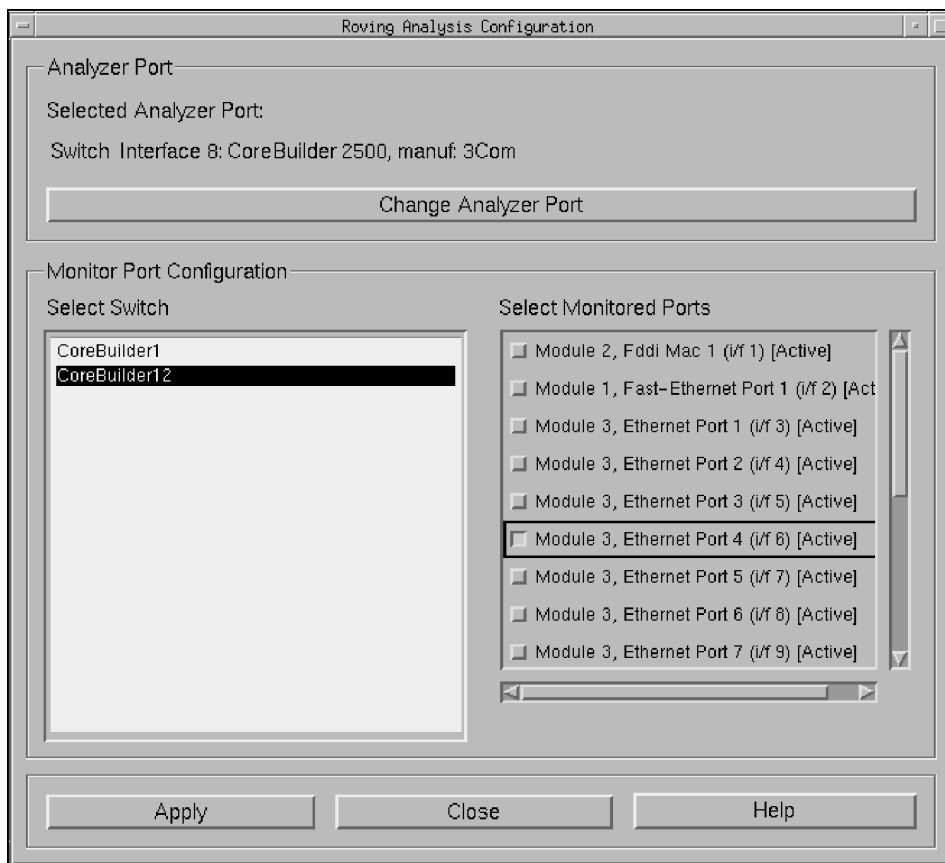 Roving Analysis Configuration
Analyzer Port
Selected Analyzer Port:
Switch Interface 8: CoreBuilder 2500, manuf: 3Com
Change Analyzer Port
Monitor Port Configuration
Select Switch
CoreBuilder1
CoreBuilder12
Select Monitored Ports
Module 2, Fddi Mac 1 (i/f 1) [Active]
Module 1, Fast-Ethernet Port 1 (i/f 2) [Act
Module 3, Ethernet Port 1 (i/f 3) [Active]
Module 3, Ethernet Port 2 (i/f 4) [Active]
Module 3, Ethernet Port 3 (i/f 5) [Active]
Module 3, Ethernet Port 4 (i/f 6) [Active]
Module 3, Ethernet Port 5 (i/f 7) [Active]
Module 3, Ethernet Port 6 (i/f 8) [Active]
Module 3, Ethernet Port 7 (i/f 9) [Active]
Apply
Close
Help